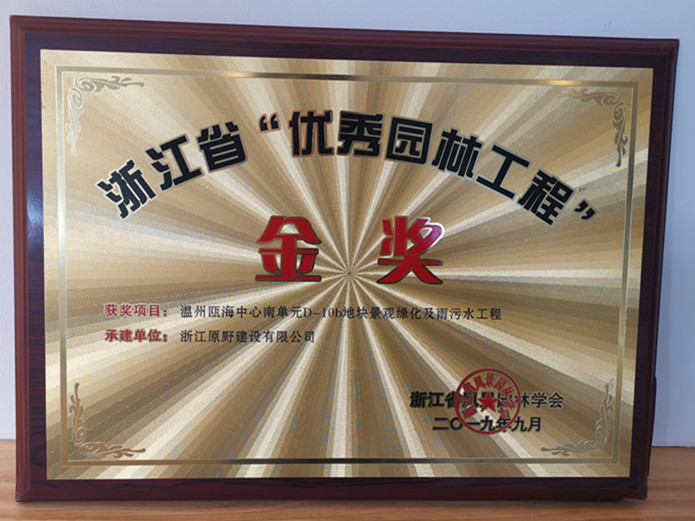 浙江省“优秀园林工程”
金奖
获奖项目：温州瓯海中心南单元D-10b地块景观绿化及雨污水工程
承建单位：浙江原野建设有限公司
浙江省风景园林学会
二〇一九年九月